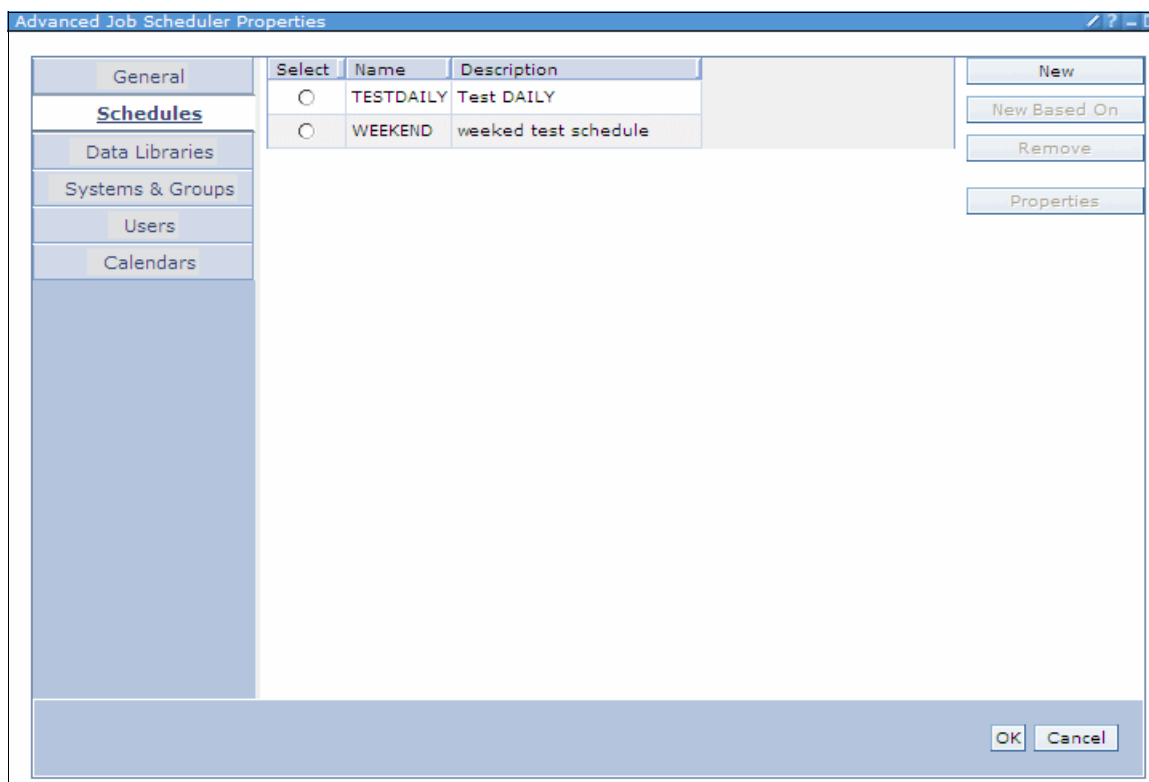 Advanced Job Scheduler Properties
General
Schedules
Data Libraries
Systems & Groups
Users
Calendars
Select Name Description
TESTDAILY Test DAILY
WEEKEND weeked test schedule
New
New Based On
Remove
Properties
OK Cancel